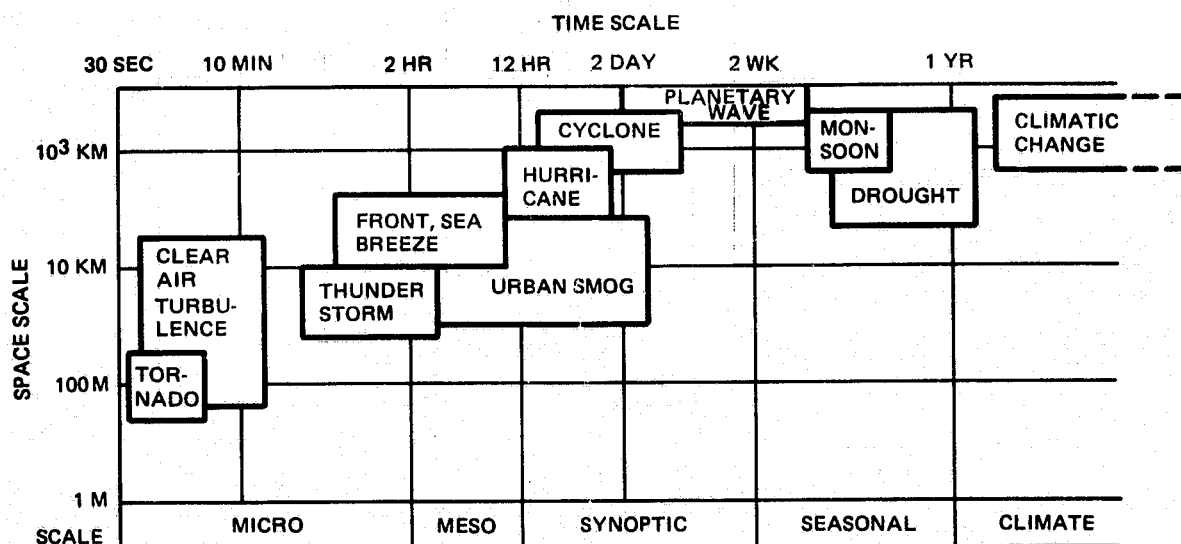 TIME SCALE
30 SEC 10 MIN 2 HR 12 HR 2 DAY 2 WK 1 YR
PLANETARY
WAVE
CYCLONE
MON-
SOON
CLIMATIC
CHANGE
10³ KM
HURRI-
CANE
DROUGHT
FRONT, SEA
BREEZE
CLEAR
AIR
TURBU-
LENCE
10 KM
THUNDER
STORM
URBAN SMOG
SPACE SCALE
100 M
TOR-
NADO
1 M
SCALE MICRO MESO SYNOPTIC SEASONAL CLIMATE